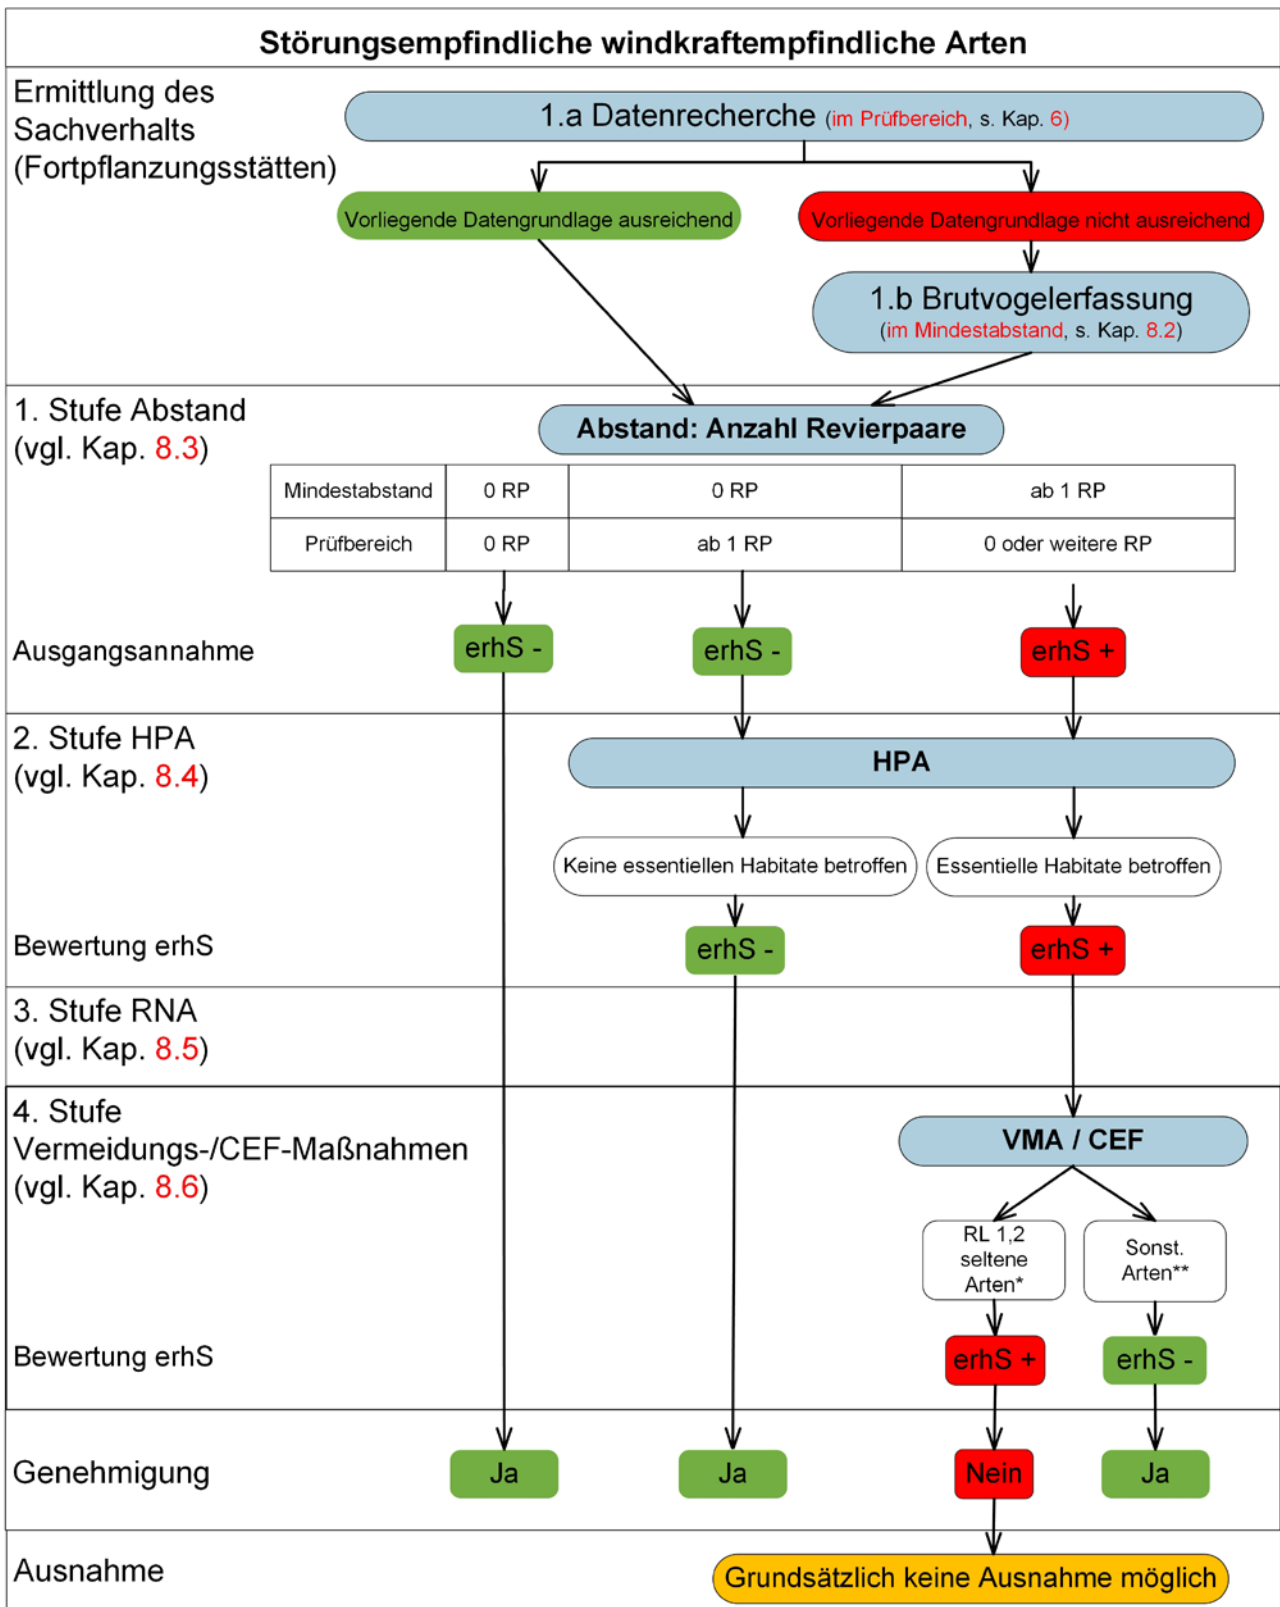 Störungsempfindliche windkraftempfindliche Arten
Ermittlung des
Sachverhalts
(Fortpflanzungsstätten)
1.a Datenrecherche (im Prüfbereich, s. Kap. 6)
Vorliegende Datengrundlage ausreichend
Vorliegende Datengrundlage nicht ausreichend
1.b Brutvogelerfassung
(im Mindestabstand, s. Kap. 8.2)
1. Stufe Abstand
(vgl. Kap. 8.3)
Abstand: Anzahl Revierpaare
Mindestabstand 0 RP 0 RP ab 1 RP
Prüfbereich 0 RP ab 1 RP 0 oder weitere RP
Ausgangsannahme
erhS - erhS - erhS +
2. Stufe HPA
(vgl. Kap. 8.4)
HPA
Keine essentiellen Habitate betroffen
Essentielle Habitate betroffen
Bewertung erhS
erhS - erhS +
3. Stufe RNA
(vgl. Kap. 8.5)
4. Stufe
Vermeidungs-/CEF-Maßnahmen
(vgl. Kap. 8.6)
VMA / CEF
RL 1,2
seltene
Arten*
Sonst.
Arten**
Bewertung erhS
erhS + erhS -
Genehmigung
Ja Ja Nein Ja
Ausnahme
Grundsätzlich keine Ausnahme möglich